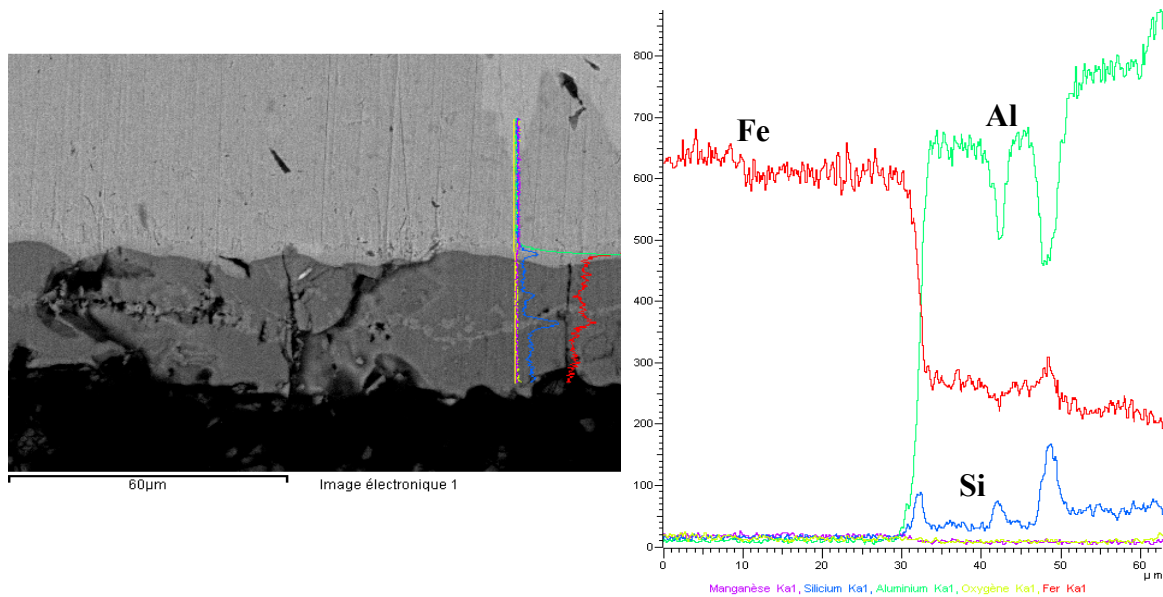 60µm
Image électronique 1
Fe
Al
Si
800
700
600
500
400
300
200
100
0
0 10 20 30 40 50 60
µm
Manganèse Ka1, Silicium Ka1, Aluminium Ka1, Oxygène Ka1, Fer Ka1